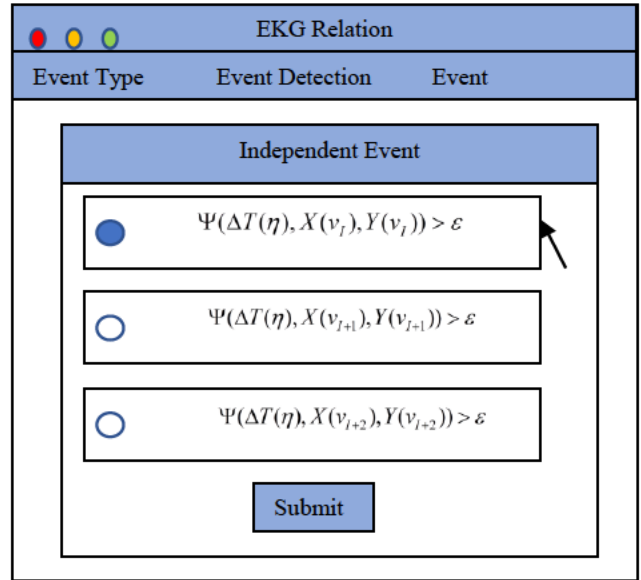 EKG Relation
Event Type Event Detection Event
Independent Event
Ψ(ΔT(η), X(v_I), Y(v_I)) > ε
Ψ(ΔT(η), X(v_{I+1}), Y(v_{I+1})) > ε
Ψ(ΔT(η), X(v_{I+2}), Y(v_{I+2})) > ε
Submit